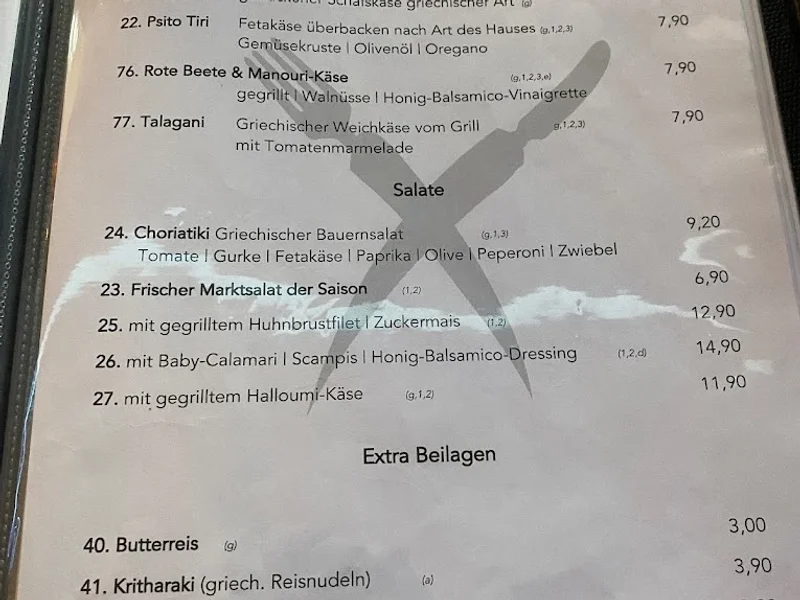 Schafskäse griechischer Art (g)
22. Psito Tiri Fetakäse überbacken nach Art des Hauses (g,1,2,3) 7,90
Gemüsekruste | Olivenöl | Oregano
76. Rote Beete & Manouri-Käse (g,1,2,3,e) 7,90
gegrillt | Walnüsse | Honig-Balsamico-Vinaigrette
77. Talagani Griechischer Weichkäse vom Grill g,1,2,3) 7,90
mit Tomatenmarmelade
Salate
24. Choriatiki Griechischer Bauernsalat (g,1,3) 9,20
Tomate | Gurke | Fetakäse | Paprika | Olive | Peperoni | Zwiebel
23. Frischer Marktsalat der Saison (1,2) 6,90
25. mit gegrilltem Huhnbrustfilet | Zuckermais (1,2) 12,90
26. mit Baby-Calamari | Scampis | Honig-Balsamico-Dressing (1,2,d) 14,90
27. mit gegrilltem Halloumi-Käse (g,1,2) 11,90
Extra Beilagen
40. Butterreis (g) 3,00
41. Kritharaki (griech. Reisnudeln) (a) 3,90